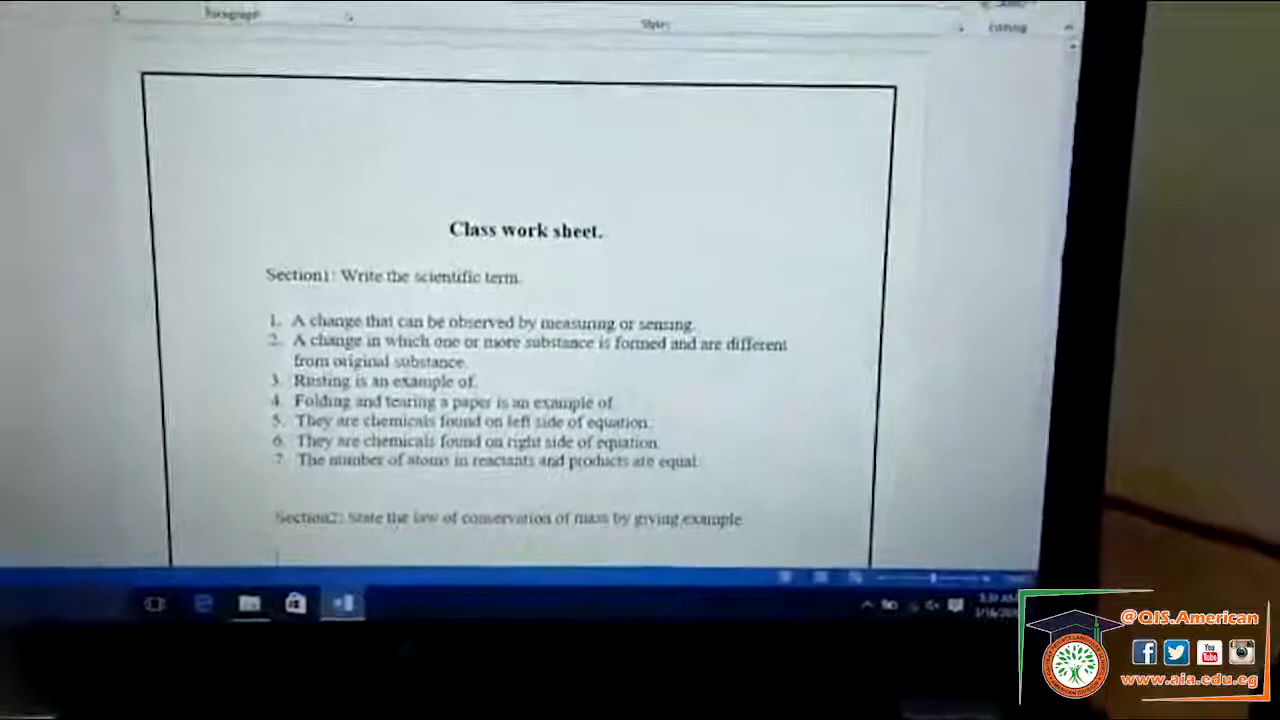 Paragraph
Styles
Editing
Class work sheet.
Section1: Write the scientific term.
1. A change that can be observed by measuring or sensing.
2. A change in which one or more substance is formed and are different
from original substance.
3. Rusting is an example of.
4. Folding and tearing a paper is an example of.
5. They are chemicals found on left side of equation.
6. They are chemicals found on right side of equation.
7. The number of atoms in reactants and products are equal.
Section2: State the law of conservation of mass by giving example
@QIS.American
You
Tube
www.aia.edu.eg